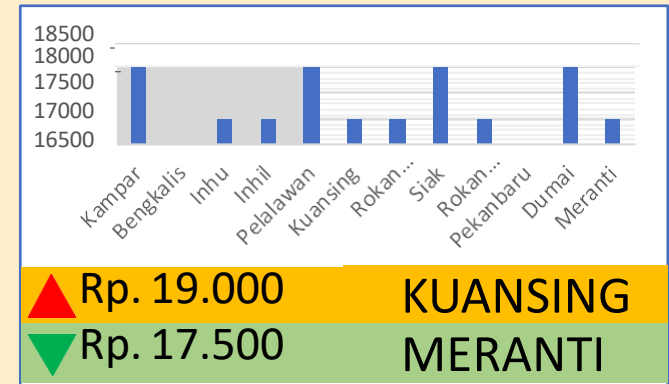 18500
18000
17500
17000
16500
Kampar
Bengkalis
Inhu
Inhil
Pelalawan
Kuansing
Rokan...
Siak
Rokan...
Pekanbaru
Dumai
Meranti
Rp. 19.000 KUANSING
Rp. 17.500 MERANTI